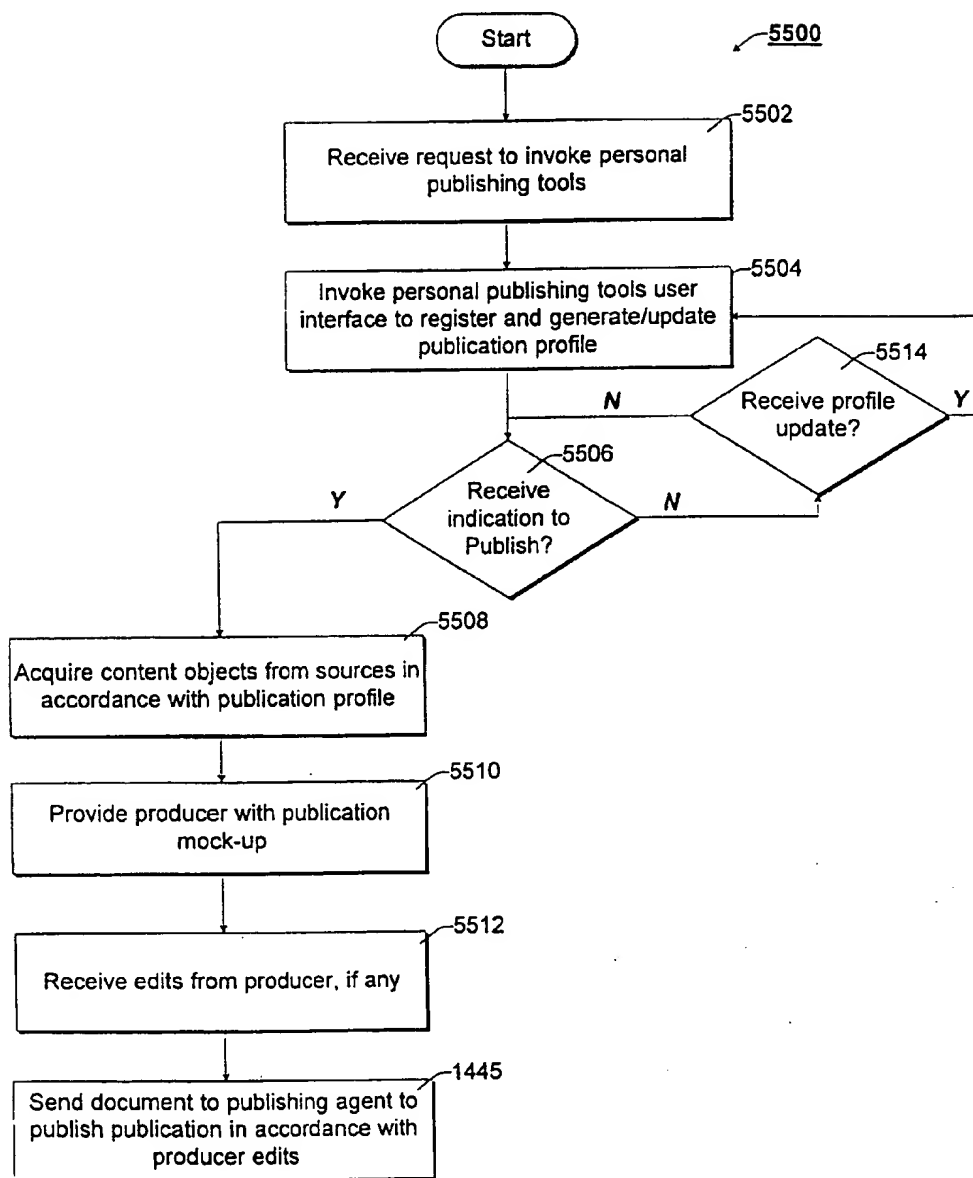 Start
5500
5502
Receive request to invoke personal
publishing tools
5504
Invoke personal publishing tools user
interface to register and generate/update
publication profile
5514
Receive profile
update?
N
Y
5506
Receive
indication to
Publish?
Y
N
5508
Acquire content objects from sources in
accordance with publication profile
5510
Provide producer with publication
mock-up
5512
Receive edits from producer, if any
1445
Send document to publishing agent to
publish publication in accordance with
producer edits